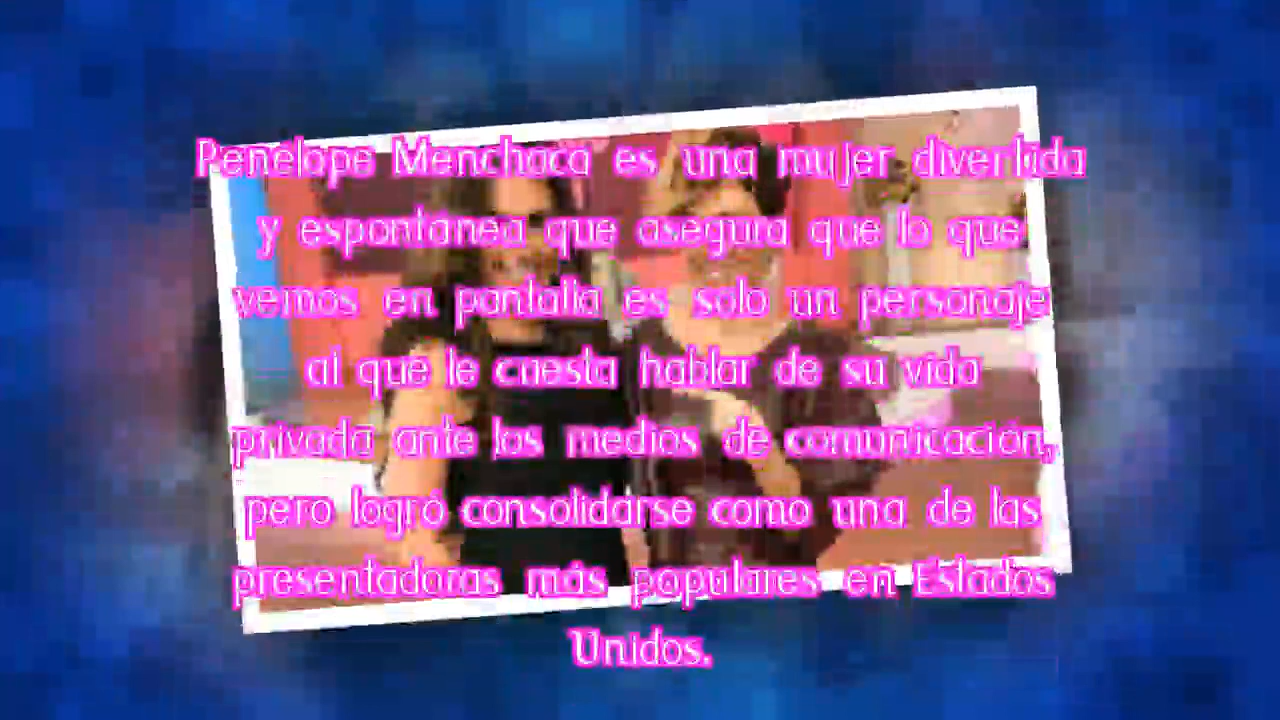 Penelope Menchaca es una mujer divertida
y espontanea que asegura que lo que
vemos en pantalla es solo un personaje
al que le cuesta hablar de su vida
privada ante los medios de comunicacion,
pero logró consolidarse como una de las
presentadoras más populares en Estados
Unidos.